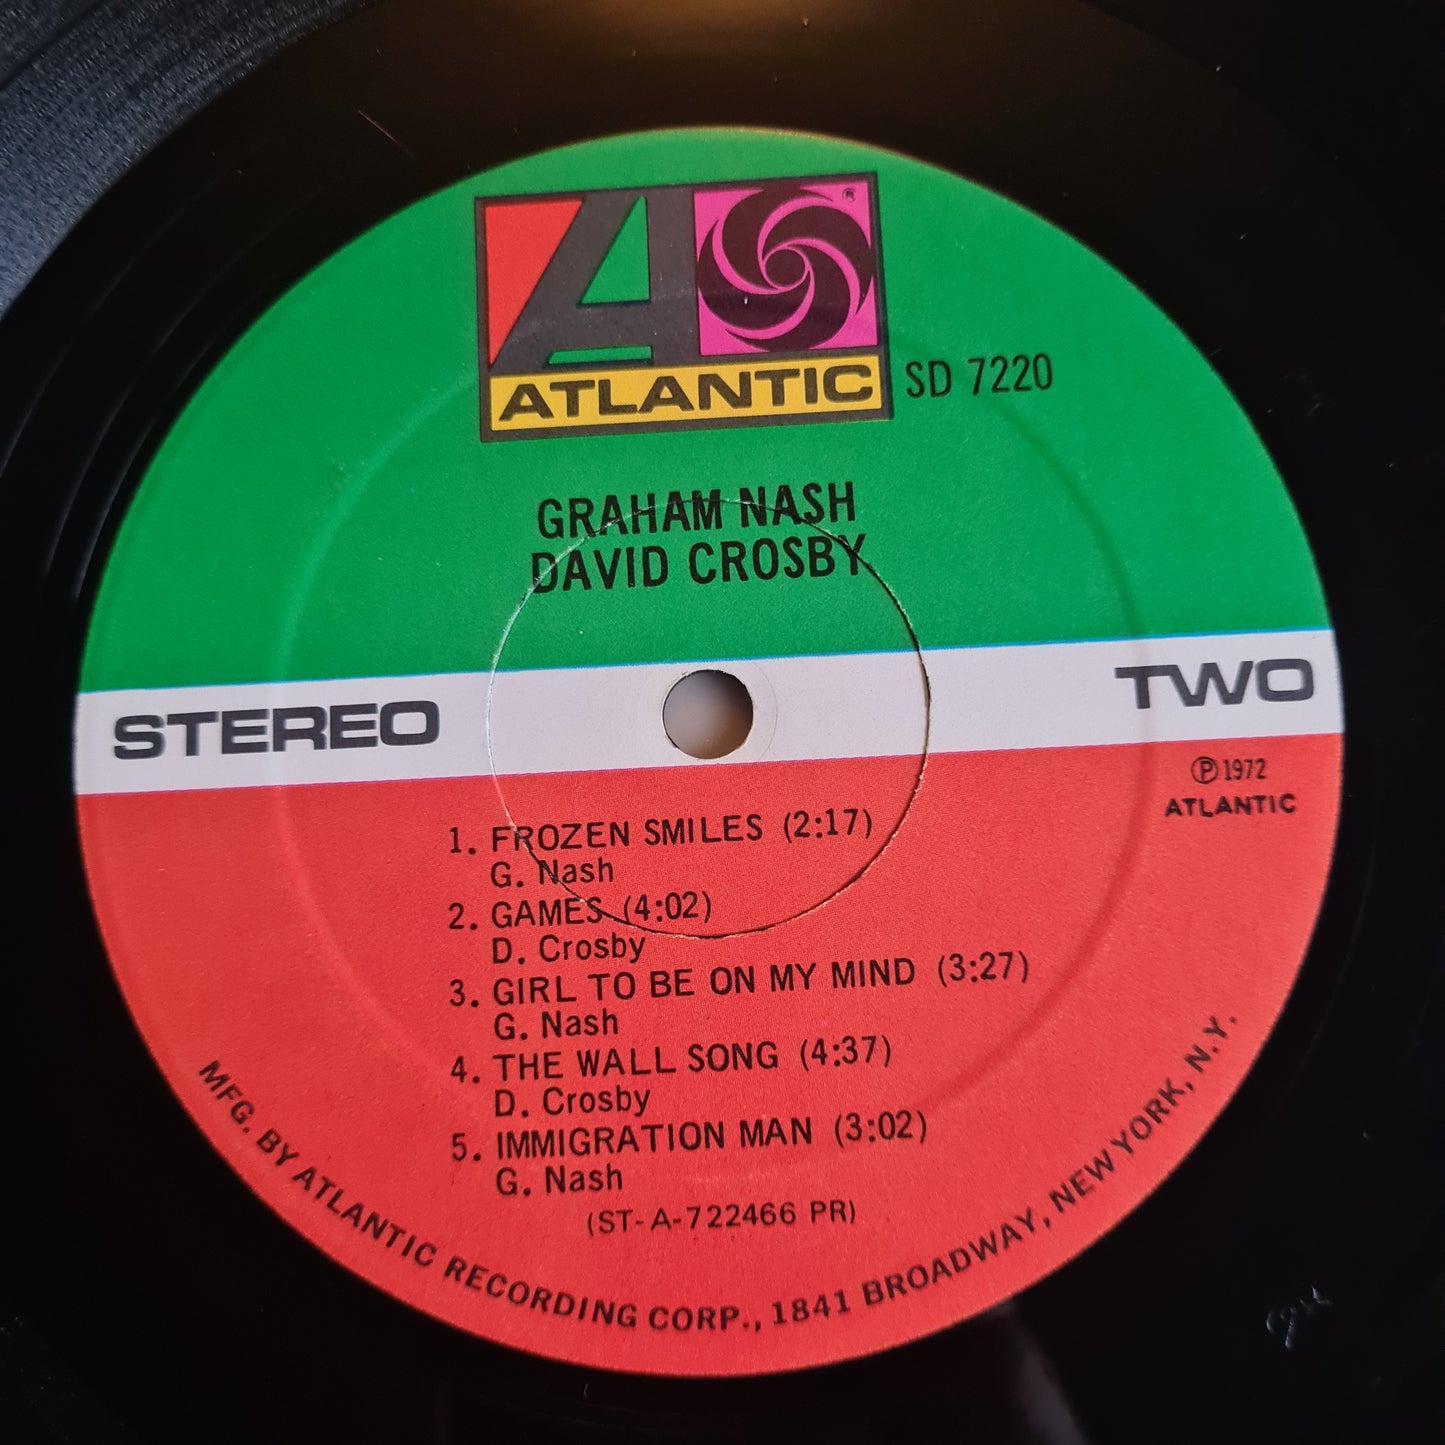 ®
ATLANTIC
SD 7220
GRAHAM NASH
DAVID CROSBY
STEREO
TWO
Ⓟ1972
ATLANTIC
1. FROZEN SMILES (2:17)
G. Nash
2. GAMES (4:02)
D. Crosby
3. GIRL TO BE ON MY MIND (3:27)
G. Nash
4. THE WALL SONG (4:37)
D. Crosby
5. IMMIGRATION MAN (3:02)
G. Nash
(ST-A-722466 PR)
MFG. BY ATLANTIC RECORDING CORP., 1841 BROADWAY, NEW YORK, N.Y.